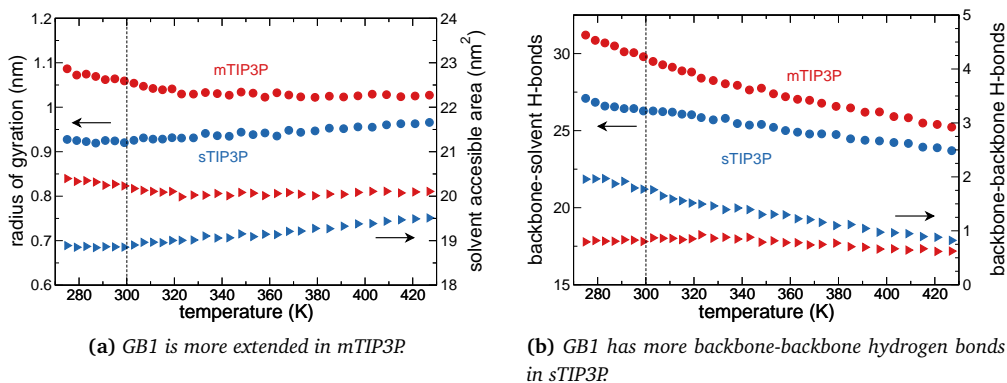 1.2
1.1
1
0.9
0.8
0.7
0.6
radius of gyration (nm)
mTIP3P
sTIP3P
24
23
22
21
20
19
18
solvent accesible area (nm²)
280 300 320 340 360 380 400 420
temperature (K)
(a) GB1 is more extended in mTIP3P.
30
25
20
15
backbone-solvent H-bonds
mTIP3P
sTIP3P
5
4
3
2
1
0
backbone-backbone H-bonds
280 300 320 340 360 380 400 420
temperature (K)
(b) GB1 has more backbone-backbone hydrogen bonds
in sTIP3P.